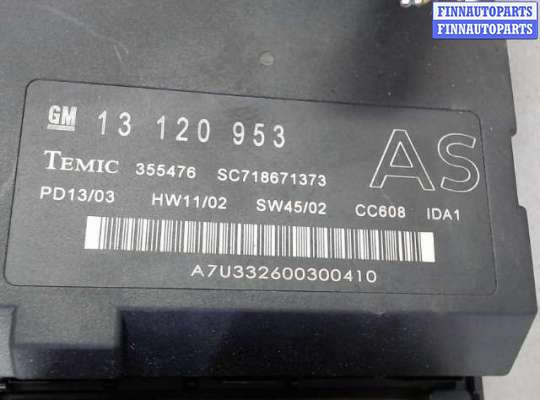 FINNAUTOPARTS
FINNAUTOPARTS
GM 13 120 953
AS
TEMIC 355476 SC718671373
PD13/03 HW11/02 SW45/02 CC608 IDA1
A7U332600300410